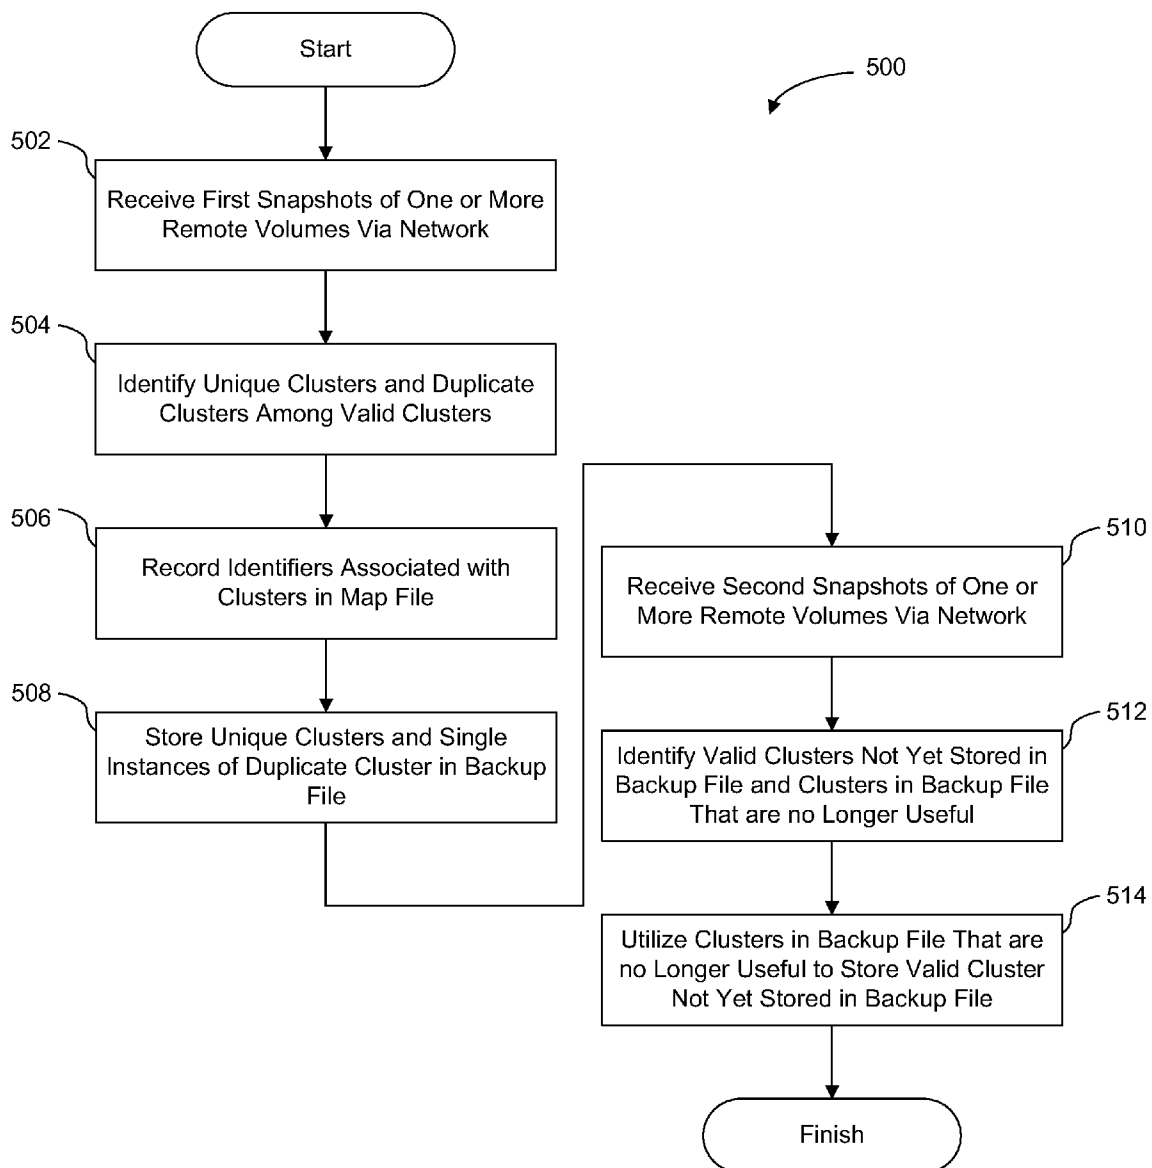 Start
500
502
Receive First Snapshots of One or More
Remote Volumes Via Network
504
Identify Unique Clusters and Duplicate
Clusters Among Valid Clusters
506
Record Identifiers Associated with
Clusters in Map File
508
Store Unique Clusters and Single
Instances of Duplicate Cluster in Backup
File
510
Receive Second Snapshots of One or
More Remote Volumes Via Network
512
Identify Valid Clusters Not Yet Stored in
Backup File and Clusters in Backup File
That are no Longer Useful
514
Utilize Clusters in Backup File That are
no Longer Useful to Store Valid Cluster
Not Yet Stored in Backup File
Finish